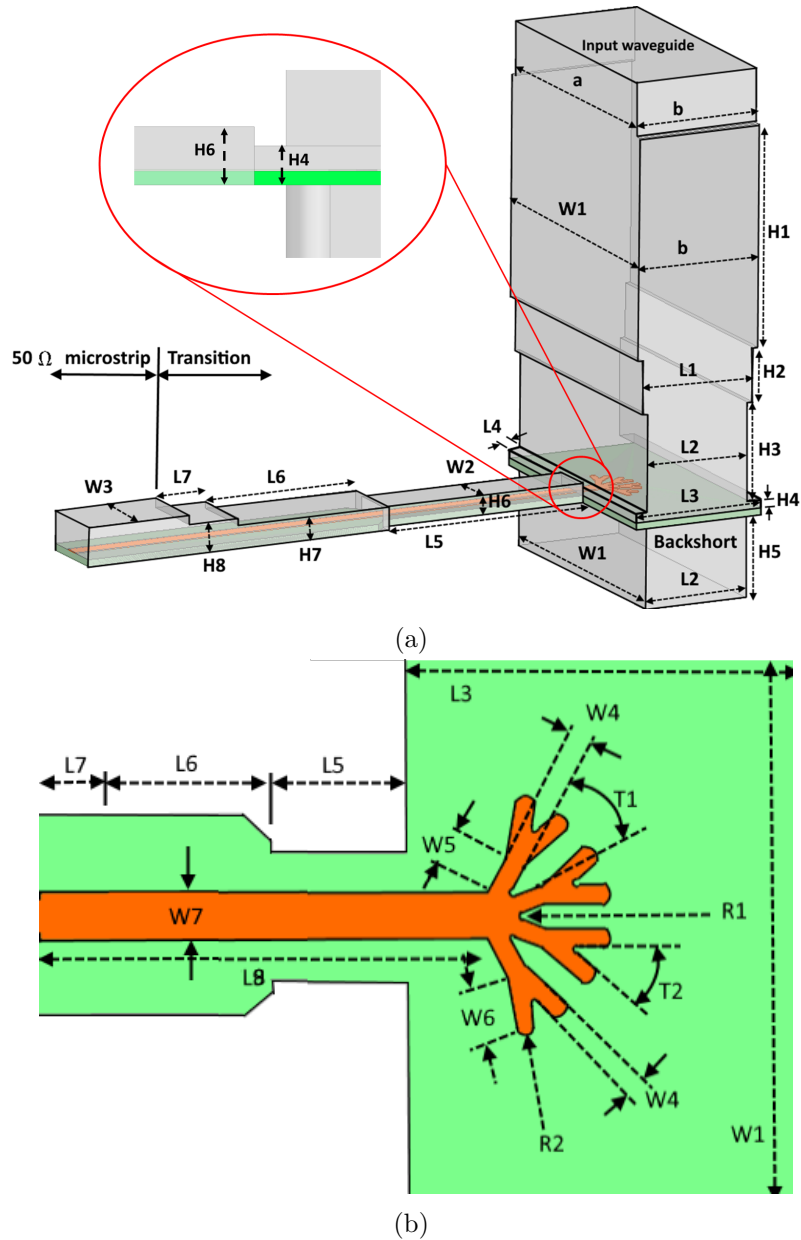 Input waveguide
a
b
H6
H4
W1
b
H1
50 Ω microstrip
Transition
L1
H2
L4
L2
H3
W3
L7
L6
W2
H6
L3
H4
L5
H8
H7
W1
Backshort
L2
H5
(a)
L3
W4
L7
L6
L5
T1
W5
W7
R1
T2
W6
W4
R2
W1
(b)